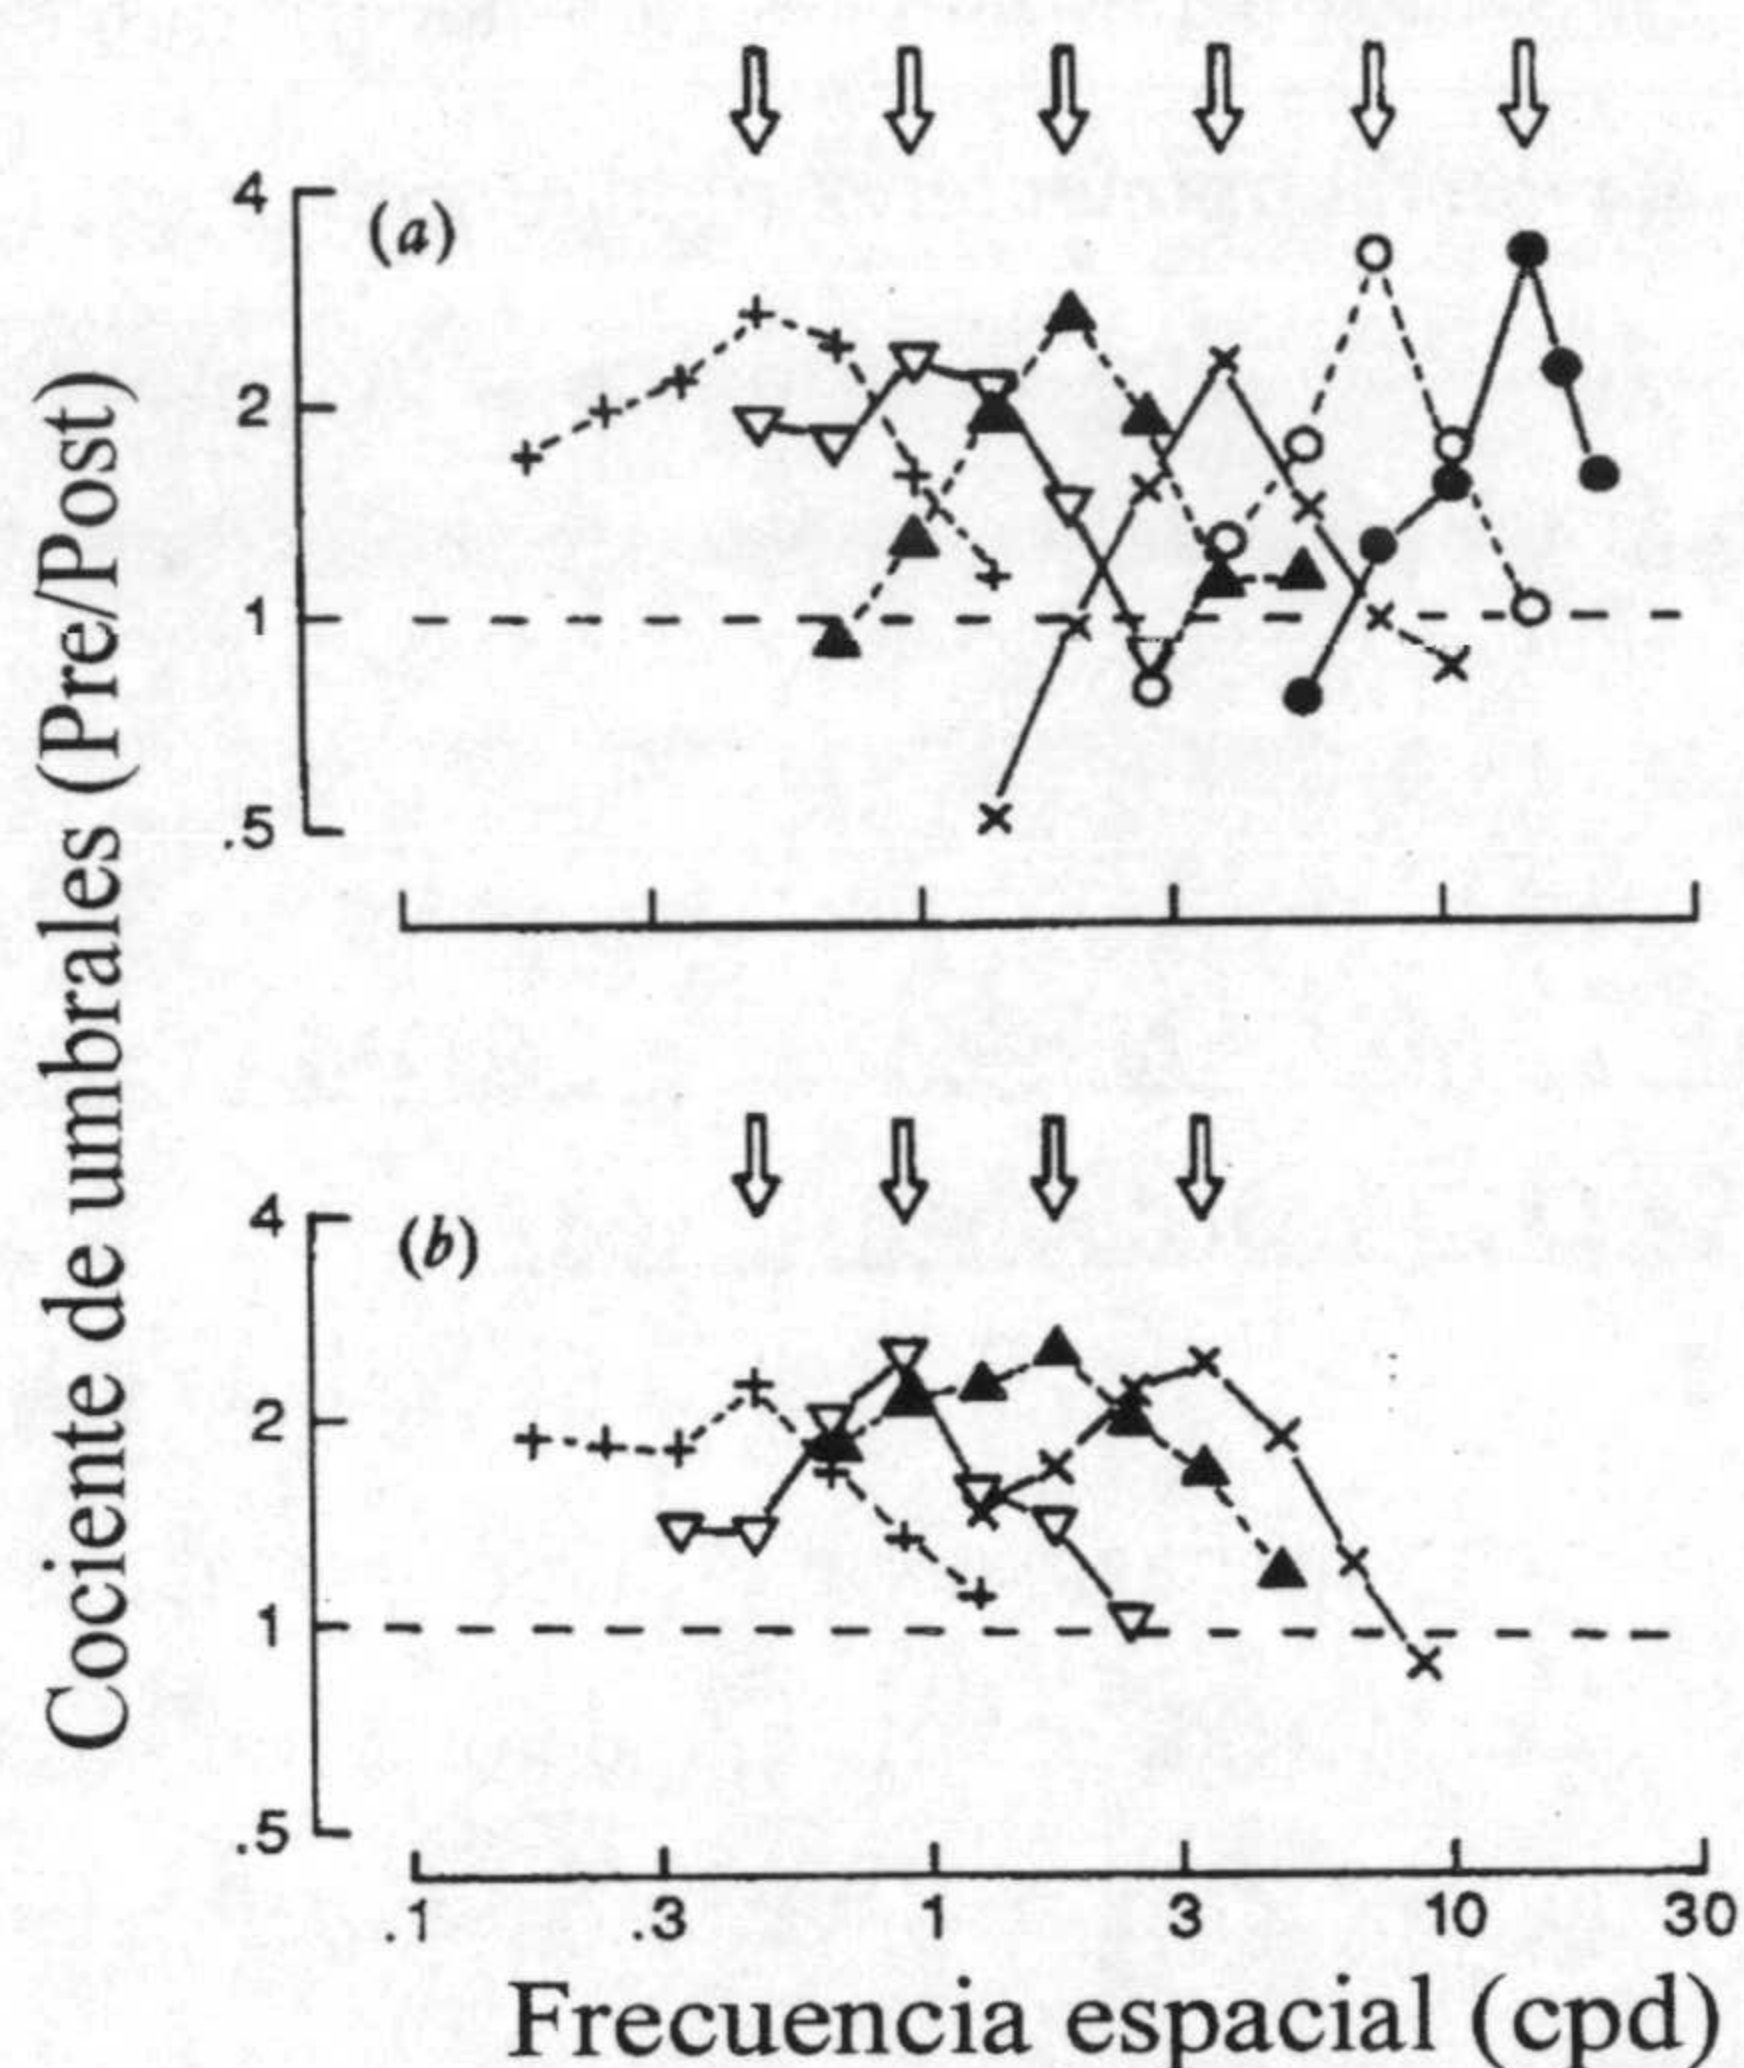 Cociente de umbrales (Pre/Post)
(a)
4
2
1
.5
(b)
4
2
1
.5
.1 .3 1 3 10 30
Frecuencia espacial (cpd)